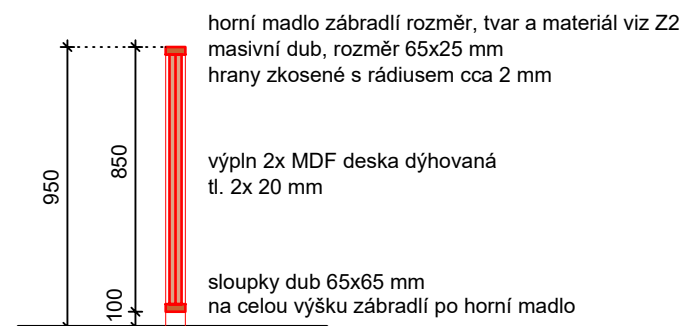 horní madlo zábradlí rozměr, tvar a materiál viz Z2
masivní dub, rozměr 65x25 mm
hrany zkosené s rádiusem cca 2 mm
950
850
výpln 2x MDF deska dýhovaná
tl. 2x 20 mm
100
sloupky dub 65x65 mm
na celou výšku zábradlí po horní madlo